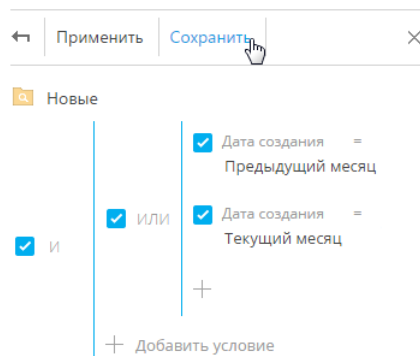 Применить Сохранить
Новые
Дата создания =
Предыдущий месяц
ИЛИ
Дата создания =
Текущий месяц
И
Добавить условие